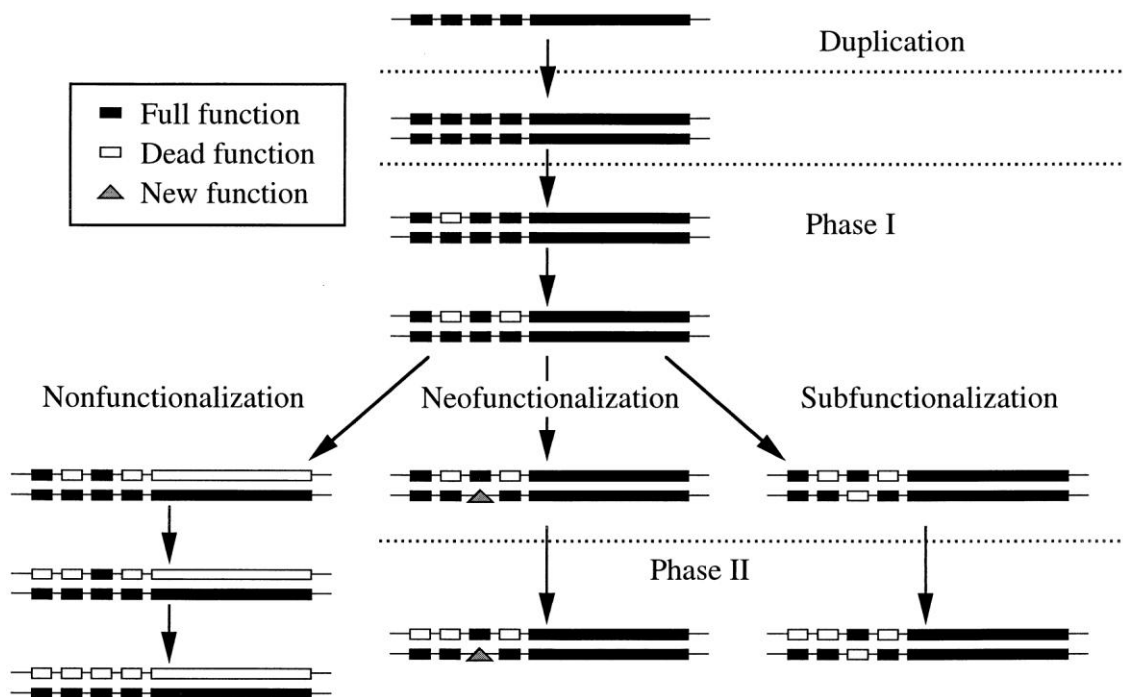 Duplication
Full function
Dead function
New function
Phase I
Nonfunctionalization
Neofunctionalization
Subfunctionalization
Phase II